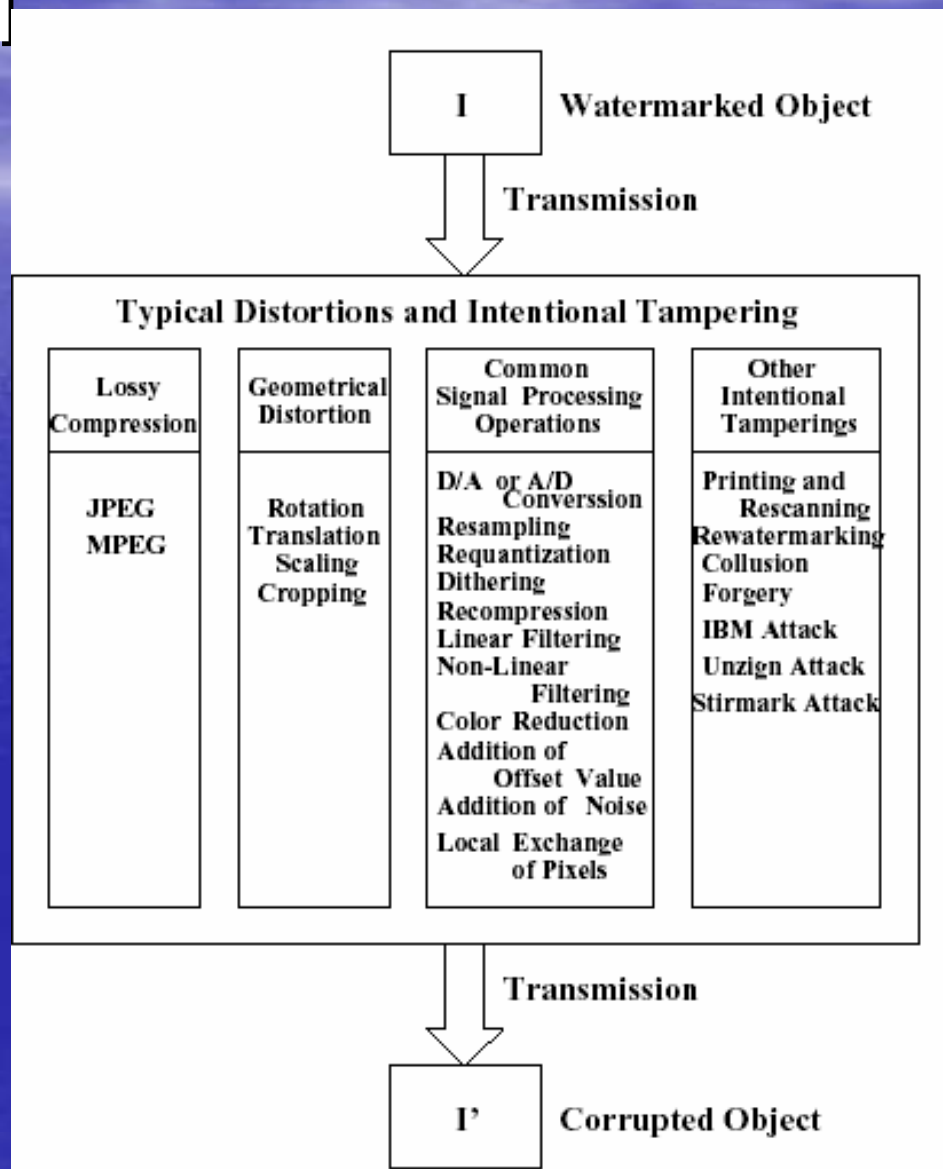 I
Watermarked Object
Transmission
Typical Distortions and Intentional Tampering
Lossy
Compression
JPEG
MPEG
Geometrical
Distortion
Rotation
Translation
Scaling
Cropping
Common
Signal Processing
Operations
D/A or A/D
Converssion
Resampling
Requantization
Dithering
Recompression
Linear Filtering
Non-Linear
Filtering
Color Reduction
Addition of
Offset Value
Addition of Noise
Local Exchange
of Pixels
Other
Intentional
Tamperings
Printing and
Rescanning
Rewatermarking
Collusion
Forgery
IBM Attack
Unzign Attack
Stirmark Attack
Transmission
I’
Corrupted Object